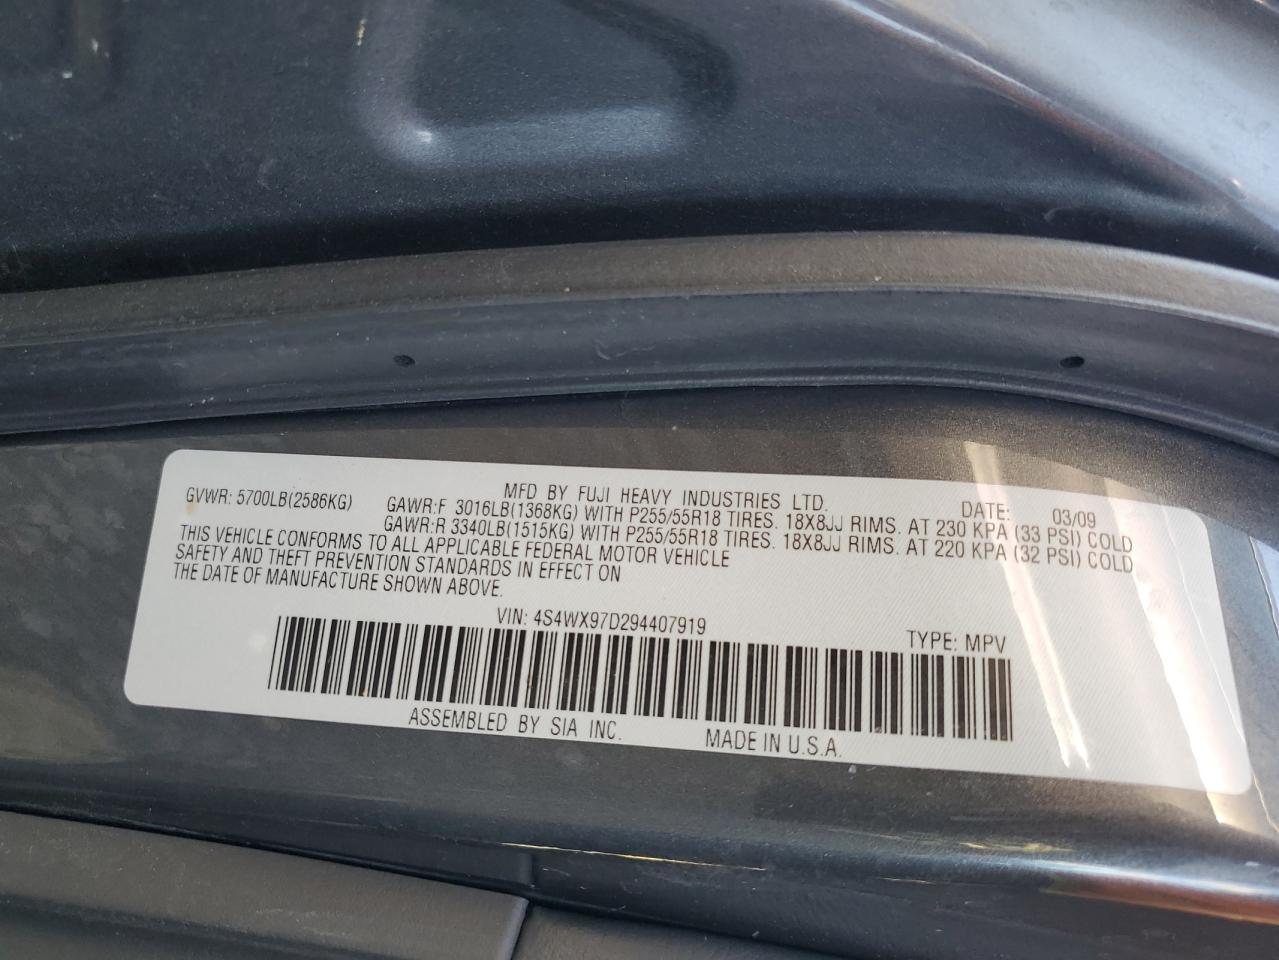 MFD BY FUJI HEAVY INDUSTRIES LTD. DATE: 03/09
GVWR: 5700LB(2586KG) GAWR:F 3016LB(1368KG) WITH P255/55R18 TIRES. 18X8JJ RIMS. AT 230 KPA (33 PSI) COLD
GAWR:R 3340LB(1515KG) WITH P255/55R18 TIRES. 18X8JJ RIMS. AT 220 KPA (32 PSI) COLD
THIS VEHICLE CONFORMS TO ALL APPLICABLE FEDERAL MOTOR VEHICLE
SAFETY AND THEFT PREVENTION STANDARDS IN EFFECT ON
THE DATE OF MANUFACTURE SHOWN ABOVE.
VIN: 4S4WX97D294407919 TYPE: MPV
ASSEMBLED BY SIA INC. MADE IN U.S.A.